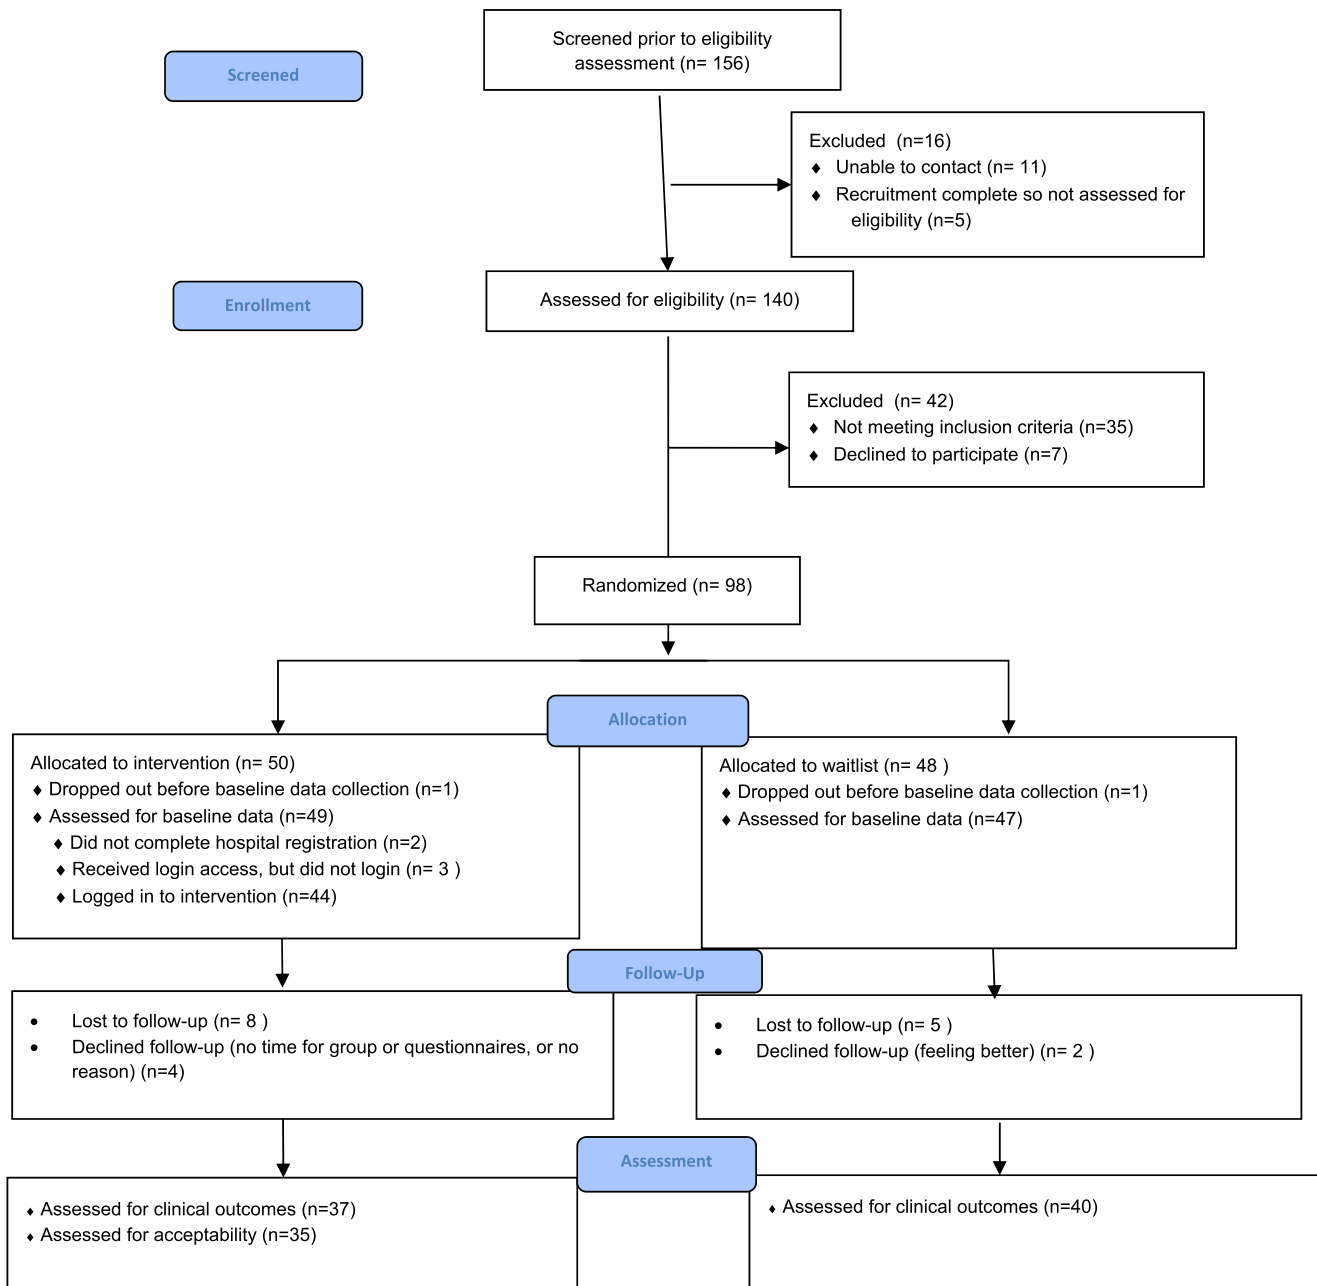 Screened prior to eligibility
assessment (n= 156)
Screened
Excluded  (n=16)
♦ Unable to contact (n= 11)
♦ Recruitment complete so not assessed for
eligibility (n=5)
Enrollment
Assessed for eligibility (n= 140)
Excluded  (n= 42)
♦ Not meeting inclusion criteria (n=35)
♦ Declined to participate (n=7)
Randomized (n= 98)
Allocation
Allocated to intervention (n= 50)
♦ Dropped out before baseline data collection (n=1)
♦ Assessed for baseline data (n=49)
♦ Did not complete hospital registration (n=2)
♦ Received login access, but did not login (n= 3 )
♦ Logged in to intervention (n=44)
Allocated to waitlist (n= 48 )
♦ Dropped out before baseline data collection (n=1)
♦ Assessed for baseline data (n=47)
Follow-Up
• Lost to follow-up (n= 8 )
• Declined follow-up (no time for group or questionnaires, or no
reason) (n=4)
• Lost to follow-up (n= 5 )
• Declined follow-up (feeling better) (n= 2 )
Assessment
♦ Assessed for clinical outcomes (n=37)
♦ Assessed for acceptability (n=35)
♦ Assessed for clinical outcomes (n=40)